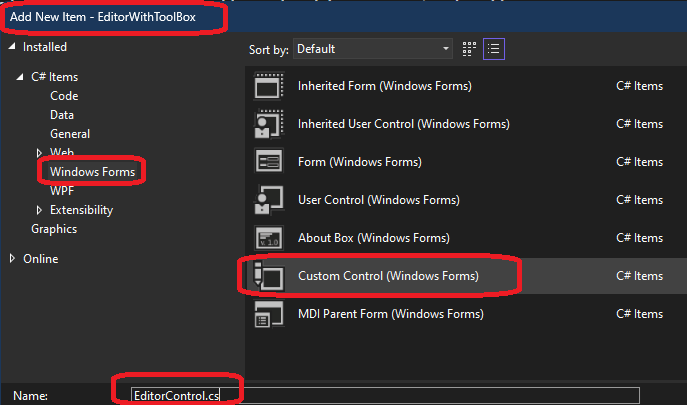 Add New Item - EditorWithToolBox
Installed
C# Items
Code
Data
General
Web
Windows Forms
WPF
Extensibility
Graphics
Online
Sort by: Default
Inherited Form (Windows Forms) C# Items
Inherited User Control (Windows Forms) C# Items
Form (Windows Forms) C# Items
User Control (Windows Forms) C# Items
v. 1.0 About Box (Windows Forms) C# Items
Custom Control (Windows Forms) C# Items
MDI Parent Form (Windows Forms) C# Items
Name: EditorControl.cs